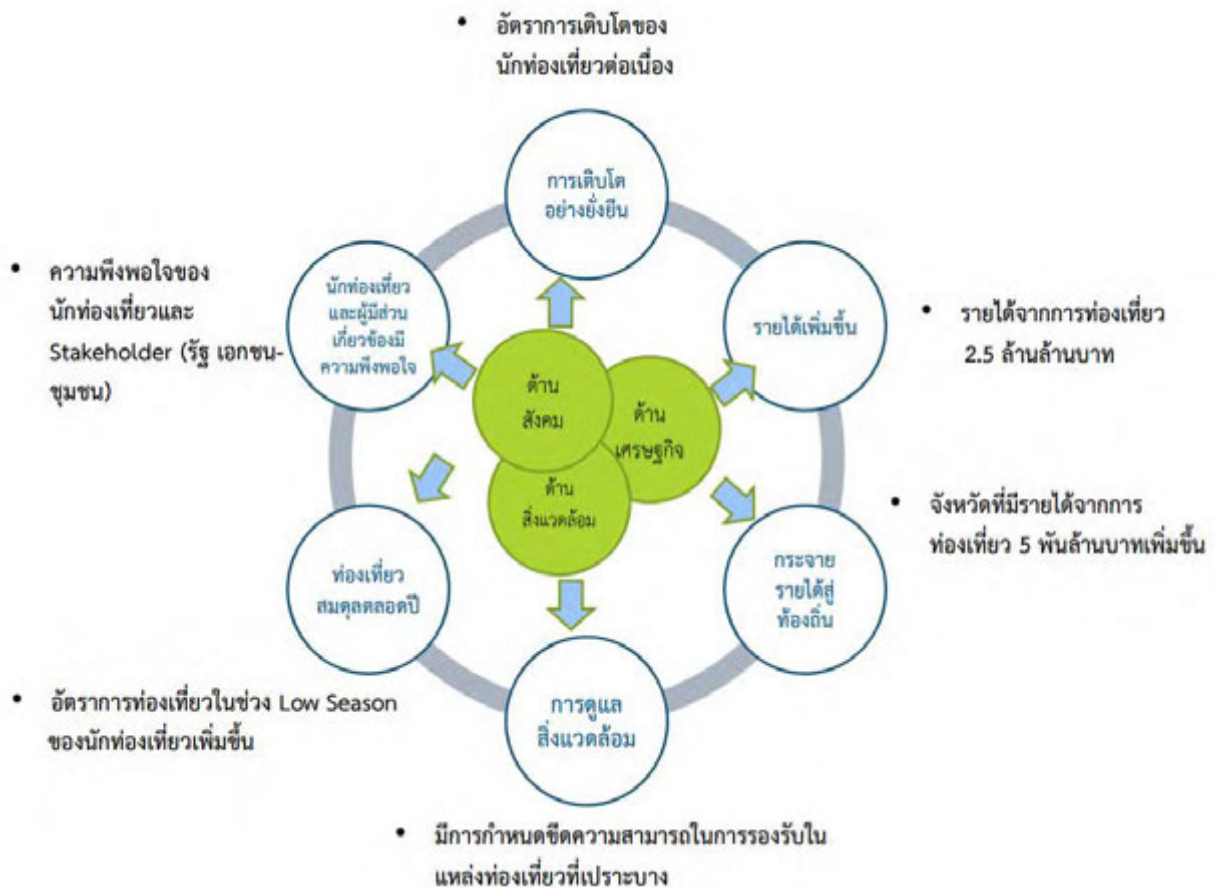 • อัตราการเติบโตของ
นักท่องเที่ยวต่อเนื่อง
การเติบโต
อย่างยั่งยืน
• ความพึงพอใจของ
นักท่องเที่ยวและ
Stakeholder (รัฐ เอกชน-
ชุมชน)
นักท่องเที่ยว
และผู้มีส่วน
เกี่ยวข้องมี
ความพึงพอใจ
รายได้เพิ่มขึ้น
• รายได้จากการท่องเที่ยว
2.5 ล้านล้านบาท
ด้าน
สังคม
ด้าน
เศรษฐกิจ
ด้าน
สิ่งแวดล้อม
• จังหวัดที่มีรายได้จากการ
ท่องเที่ยว 5 พันล้านบาทเพิ่มขึ้น
กระจาย
รายได้สู่
ท้องถิ่น
ท่องเที่ยว
สมดุลตลอดปี
• อัตราการท่องเที่ยวในช่วง Low Season
ของนักท่องเที่ยวเพิ่มขึ้น
การดูแล
สิ่งแวดล้อม
• มีการกำหนดขีดความสามารถในการรองรับใน
แหล่งท่องเที่ยวที่เปราะบาง